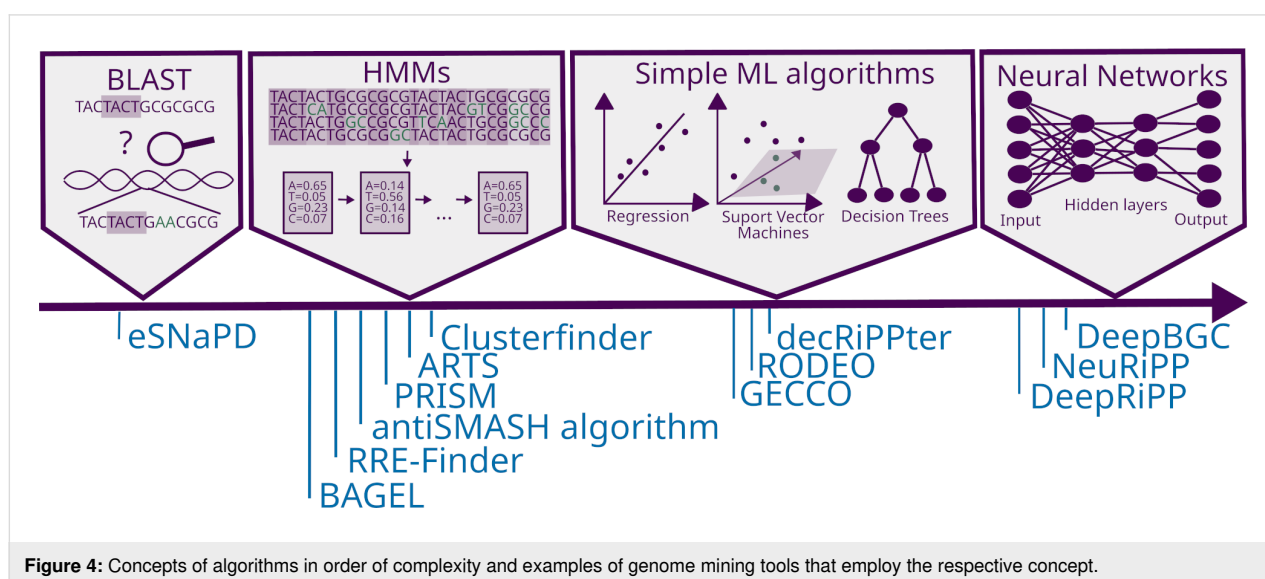 BLAST
TACTACTGCGCGCG
?
TACTACTGAACGCG
HMMs
TACTACTGCGCGCGTACTACTGCGCGCG
TACTCATGCGCGCGTACTACGTCGGCCG
TACTACTGGCCGCGTTCAACTGCGGCCC
TACTACTGCGCGGCTACTACTGCGCGCG
A=0.65
T=0.05
G=0.23
C=0.07
A=0.14
T=0.56
G=0.14
C=0.16
...
A=0.65
T=0.05
G=0.23
C=0.07
Simple ML algorithms
Regression
Suport Vector
Machines
Decision Trees
Neural Networks
Input
Hidden layers
Output
eSNaPD
Clusterfinder
ARTS
PRISM
antiSMASH algorithm
RRE-Finder
BAGEL
decRiPPter
RODEO
GECCO
DeepBGC
NeuRiPP
DeepRiPP
Figure 4: Concepts of algorithms in order of complexity and examples of genome mining tools that employ the respective concept.